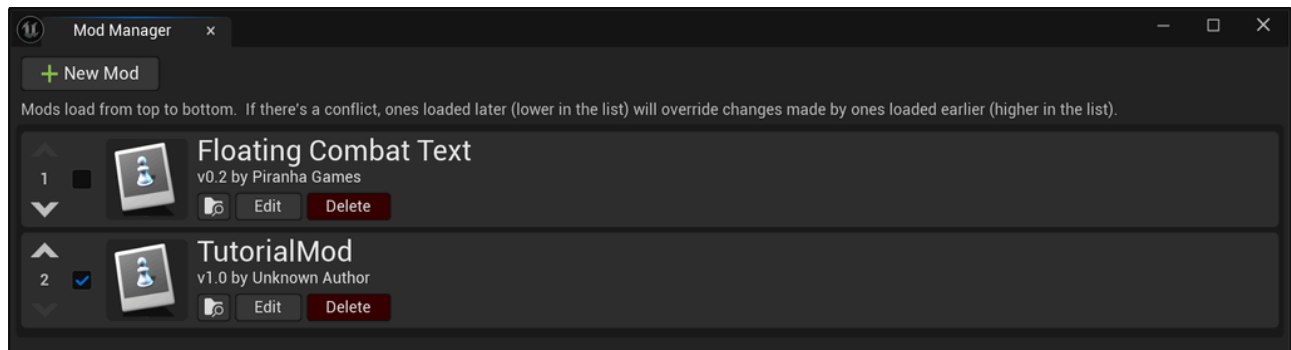 Mod Manager
+ New Mod
Mods load from top to bottom. If there's a conflict, ones loaded later (lower in the list) will override changes made by ones loaded earlier (higher in the list).
Floating Combat Text
1
v0.2 by Piranha Games
Edit Delete
TutorialMod
2
v1.0 by Unknown Author
Edit Delete